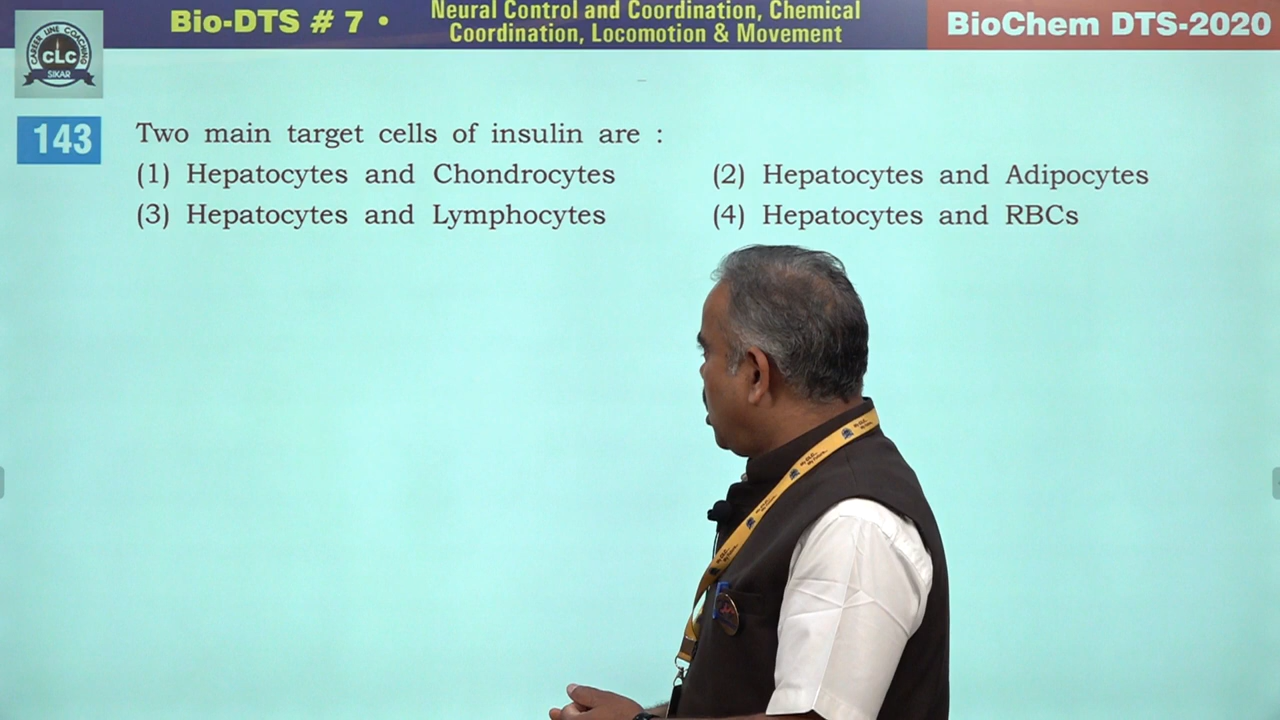 Bio-DTS # 7 •
Neural Control and Coordination, Chemical
Coordination, Locomotion & Movement
BioChem DTS-2020
CAREER LINE COACHING
CLC
SIKAR
143
Two main target cells of insulin are :
(1) Hepatocytes and Chondrocytes
(2) Hepatocytes and Adipocytes
(3) Hepatocytes and Lymphocytes
(4) Hepatocytes and RBCs